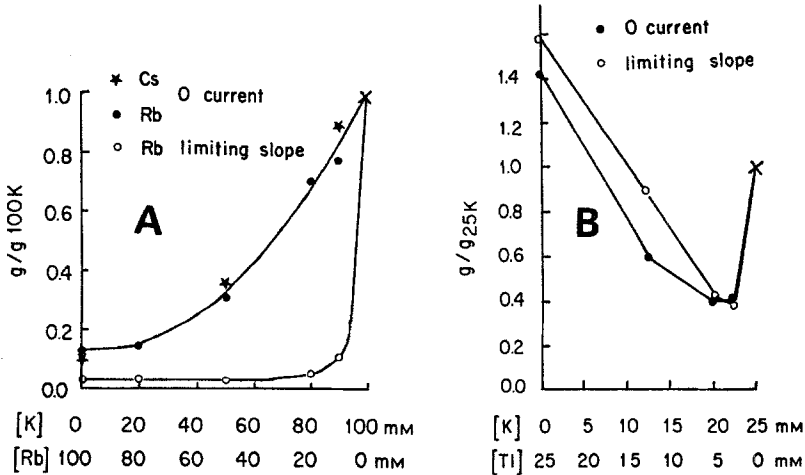 ★ Cs
● Rb
O current
○ Rb limiting slope
1.0
0.8
0.6
0.4
0.2
0.0
g/g 100K
A
[K] 0 20 40 60 80 100 mM
[Rb] 100 80 60 40 20 0 mM
● O current
○ limiting slope
1.4
1.2
1.0
0.8
0.6
0.4
0.2
0.0
g/g25K
B
[K] 0 5 10 15 20 25 mM
[Tl] 25 20 15 10 5 0 mM